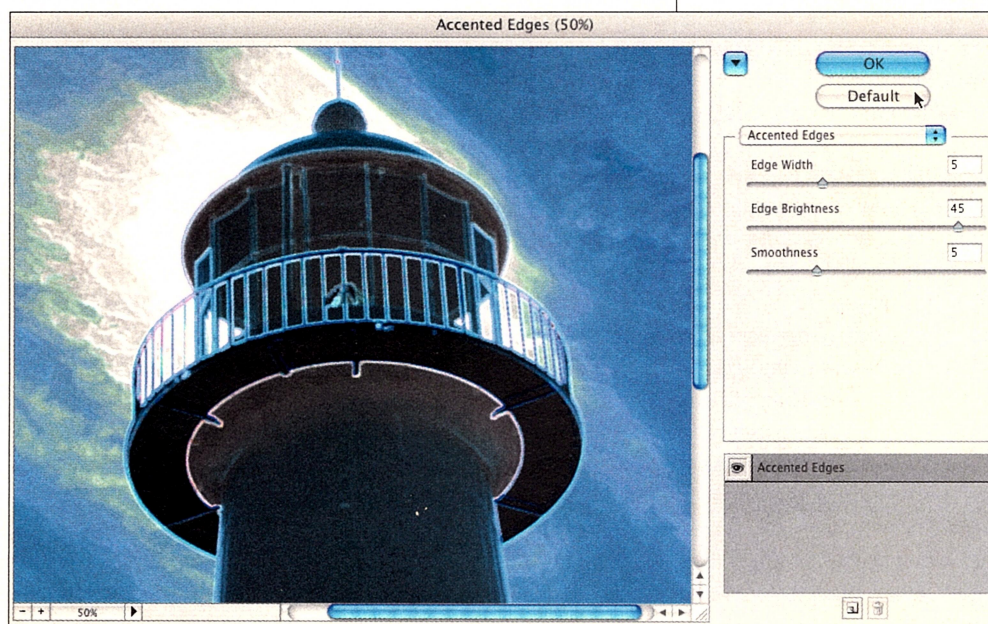 Accented Edges (50%)
OK
Default
Accented Edges
Edge Width 5
Edge Brightness 45
Smoothness 5
Accented Edges
- + 50%